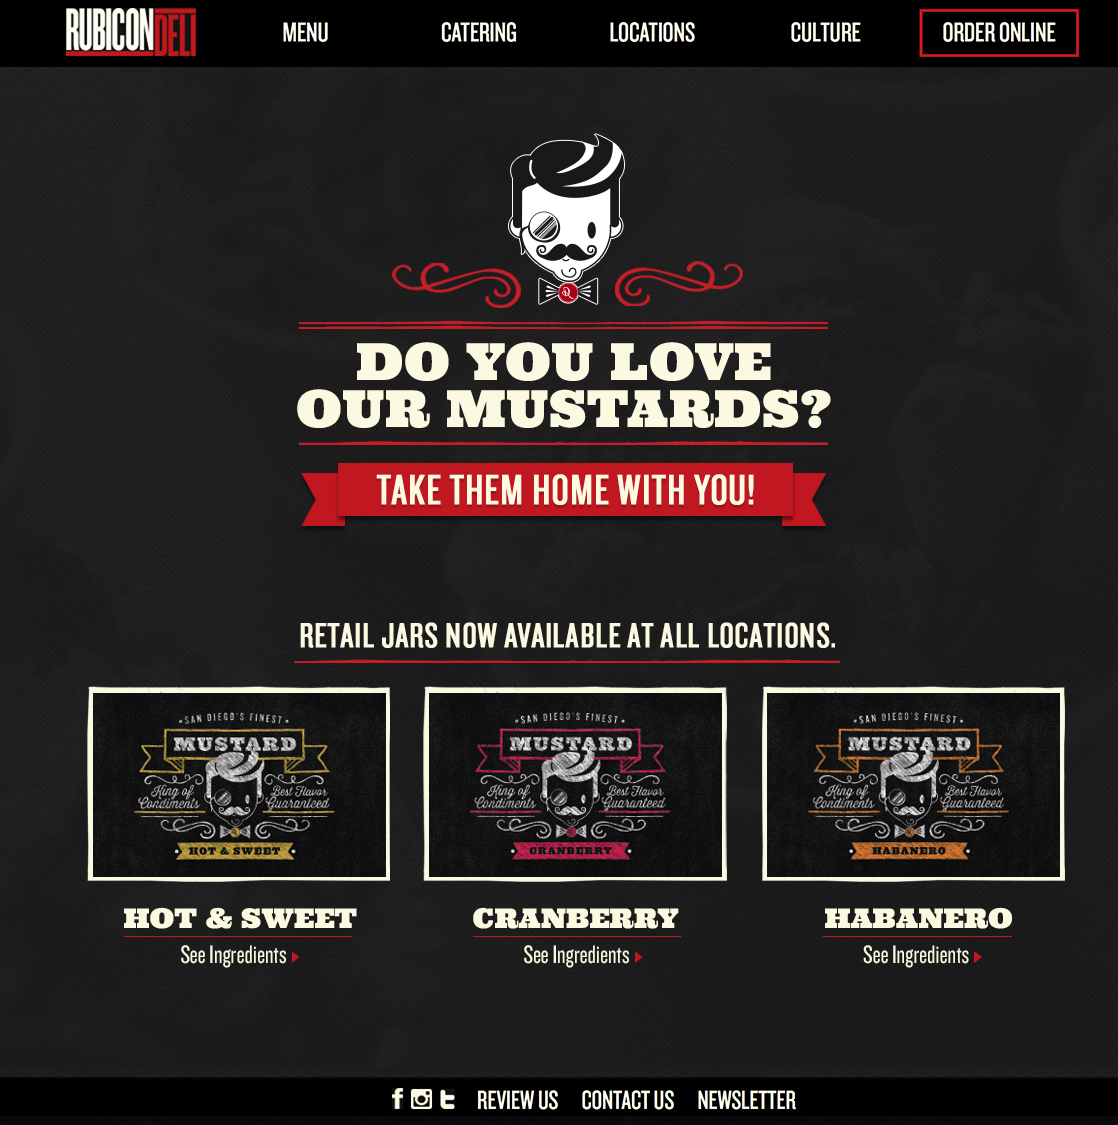 RUBICONDELI
MENU
CATERING
LOCATIONS
CULTURE
ORDER ONLINE
R
DO YOU LOVE
OUR MUSTARDS?
TAKE THEM HOME WITH YOU!
RETAIL JARS NOW AVAILABLE AT ALL LOCATIONS.
SAN DIEGO'S FINEST
MUSTARD
King of
Condiments
Best Flavor
Guaranteed
HOT & SWEET
SAN DIEGO'S FINEST
MUSTARD
King of
Condiments
Best Flavor
Guaranteed
CRANBERRY
SAN DIEGO'S FINEST
MUSTARD
King of
Condiments
Best Flavor
Guaranteed
HABANERO
HOT & SWEET
See Ingredients
CRANBERRY
See Ingredients
HABANERO
See Ingredients
REVIEW US
CONTACT US
NEWSLETTER